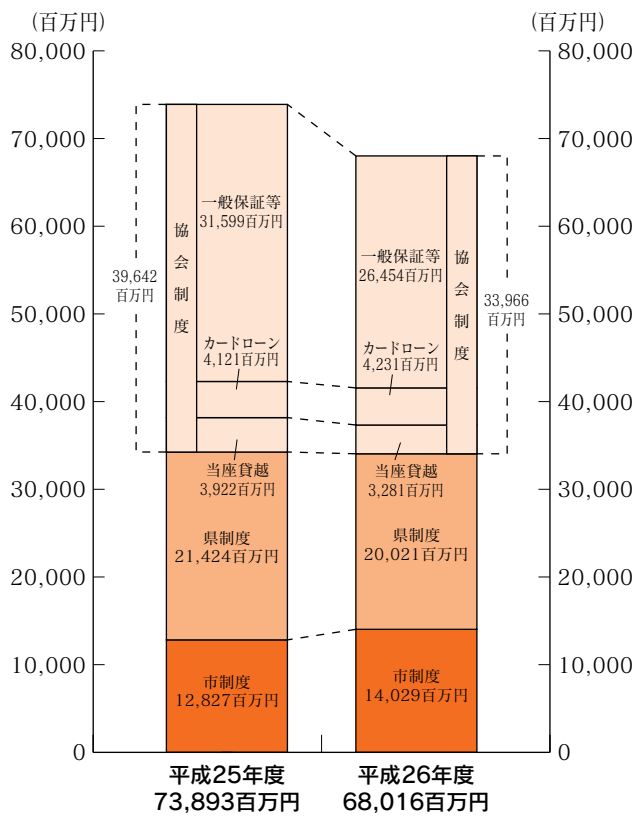 (百万円)
(百万円)
80,000
70,000
60,000
50,000
40,000
30,000
20,000
10,000
0
80,000
70,000
60,000
50,000
40,000
30,000
20,000
10,000
0
39,642
百万円
協会制度
一般保証等
31,599百万円
カードローン
4,121百万円
当座貸越
3,922百万円
県制度
21,424百万円
市制度
12,827百万円
一般保証等
26,454百万円
カードローン
4,231百万円
当座貸越
3,281百万円
県制度
20,021百万円
市制度
14,029百万円
協会制度
33,966
百万円
平成25年度
73,893百万円
平成26年度
68,016百万円